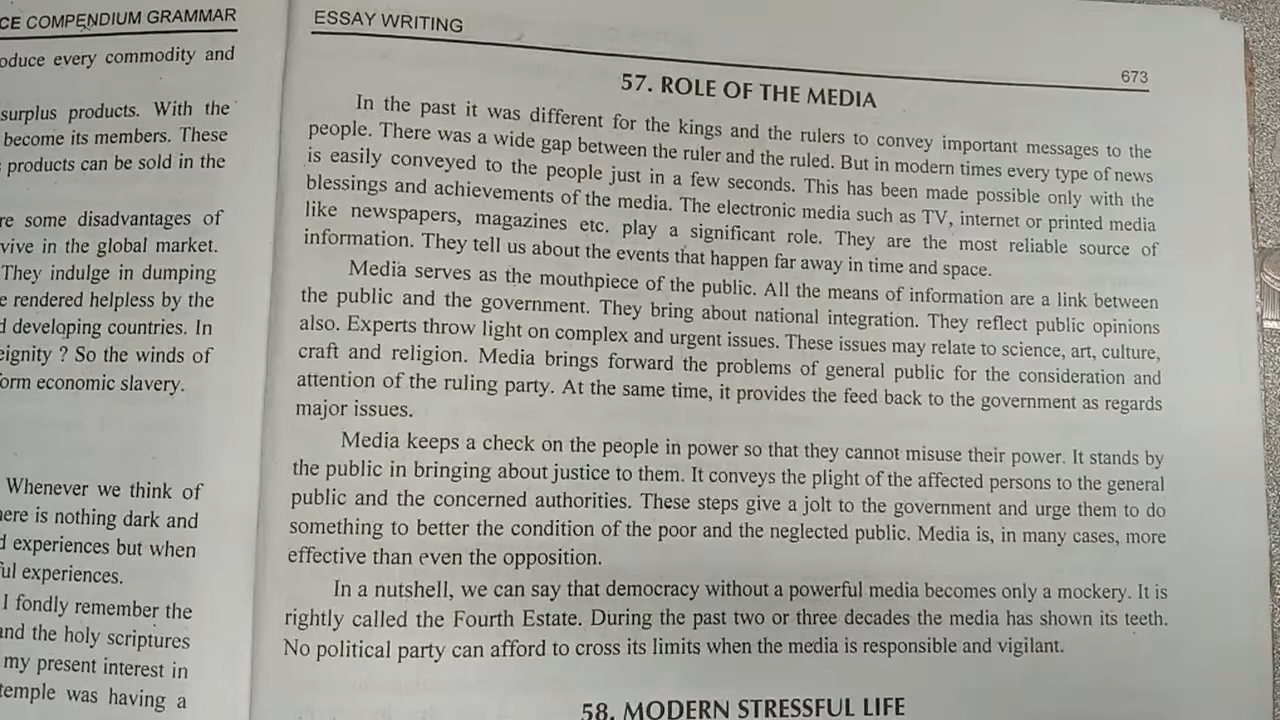 CE COMPENDIUM GRAMMAR
oduce every commodity and
surplus products. With the
become its members. These
products can be sold in the
re some disadvantages of
vive in the global market.
They indulge in dumping
e rendered helpless by the
d developing countries. In
eignity ? So the winds of
orm economic slavery.
Whenever we think of
here is nothing dark and
d experiences but when
ful experiences.
I fondly remember the
and the holy scriptures
my present interest in
temple was having a
ESSAY WRITING
673
57. ROLE OF THE MEDIA
In the past it was different for the kings and the rulers to convey important messages to the
people. There was a wide gap between the ruler and the ruled. But in modern times every type of news
is easily conveyed to the people just in a few seconds. This has been made possible only with the
blessings and achievements of the media. The electronic media such as TV, internet or printed media
like newspapers, magazines etc. play a significant role. They are the most reliable source of
information. They tell us about the events that happen far away in time and space.
Media serves as the mouthpiece of the public. All the means of information are a link between
the public and the government. They bring about national integration. They reflect public opinions
also. Experts throw light on complex and urgent issues. These issues may relate to science, art, culture,
craft and religion. Media brings forward the problems of general public for the consideration and
attention of the ruling party. At the same time, it provides the feed back to the government as regards
major issues.
Media keeps a check on the people in power so that they cannot misuse their power. It stands by
the public in bringing about justice to them. It conveys the plight of the affected persons to the general
public and the concerned authorities. These steps give a jolt to the government and urge them to do
something to better the condition of the poor and the neglected public. Media is, in many cases, more
effective than even the opposition.
In a nutshell, we can say that democracy without a powerful media becomes only a mockery. It is
rightly called the Fourth Estate. During the past two or three decades the media has shown its teeth.
No political party can afford to cross its limits when the media is responsible and vigilant.
58. MODERN STRESSFUL LIFE